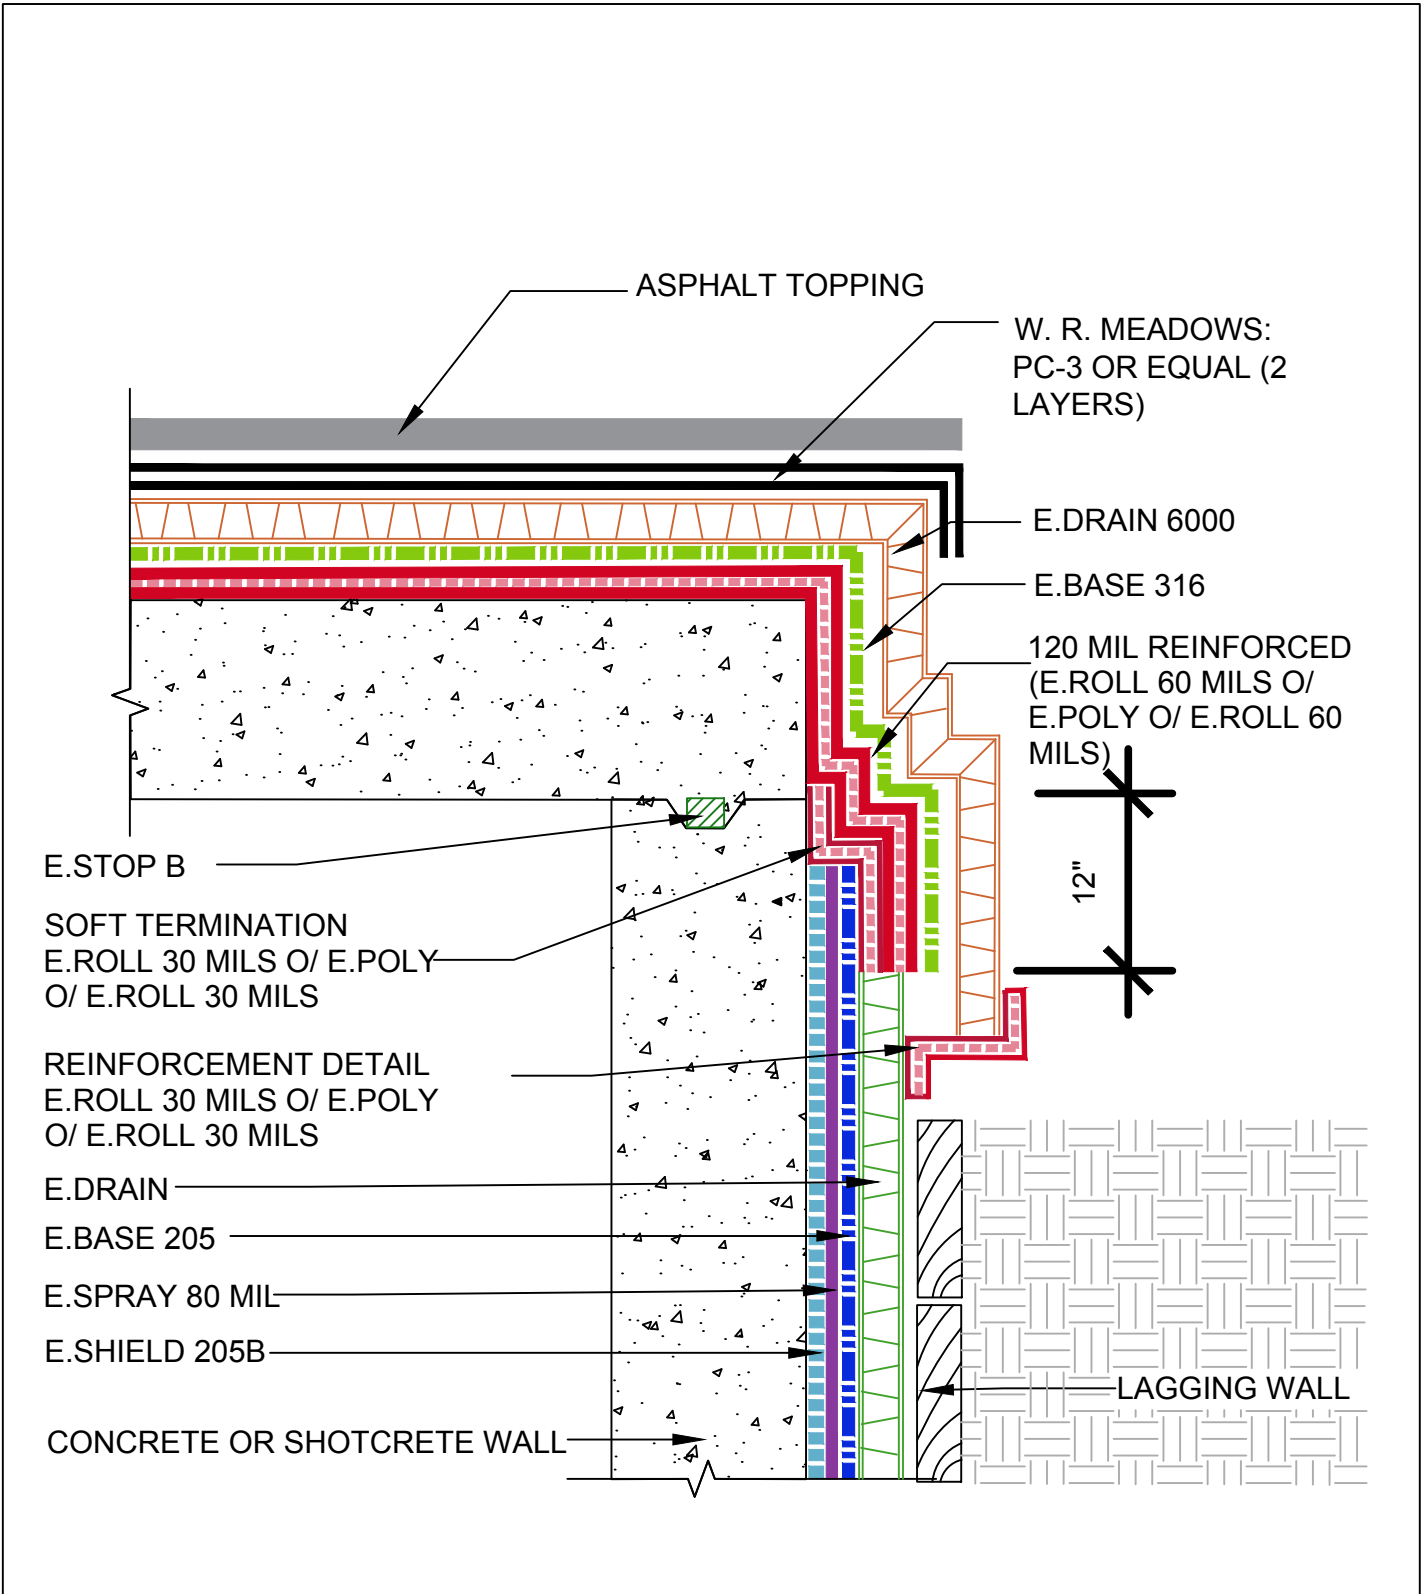 ASPHALT TOPPING
W. R. MEADOWS:
PC-3 OR EQUAL (2
LAYERS)
E.DRAIN 6000
E.BASE 316
120 MIL REINFORCED
(E.ROLL 60 MILS O/
E.POLY O/ E.ROLL 60
MILS)
12"
E.STOP B
SOFT TERMINATION
E.ROLL 30 MILS O/ E.POLY
O/ E.ROLL 30 MILS
REINFORCEMENT DETAIL
E.ROLL 30 MILS O/ E.POLY
O/ E.ROLL 30 MILS
E.DRAIN
E.BASE 205
E.SPRAY 80 MIL
E.SHIELD 205B
LAGGING WALL
CONCRETE OR SHOTCRETE WALL